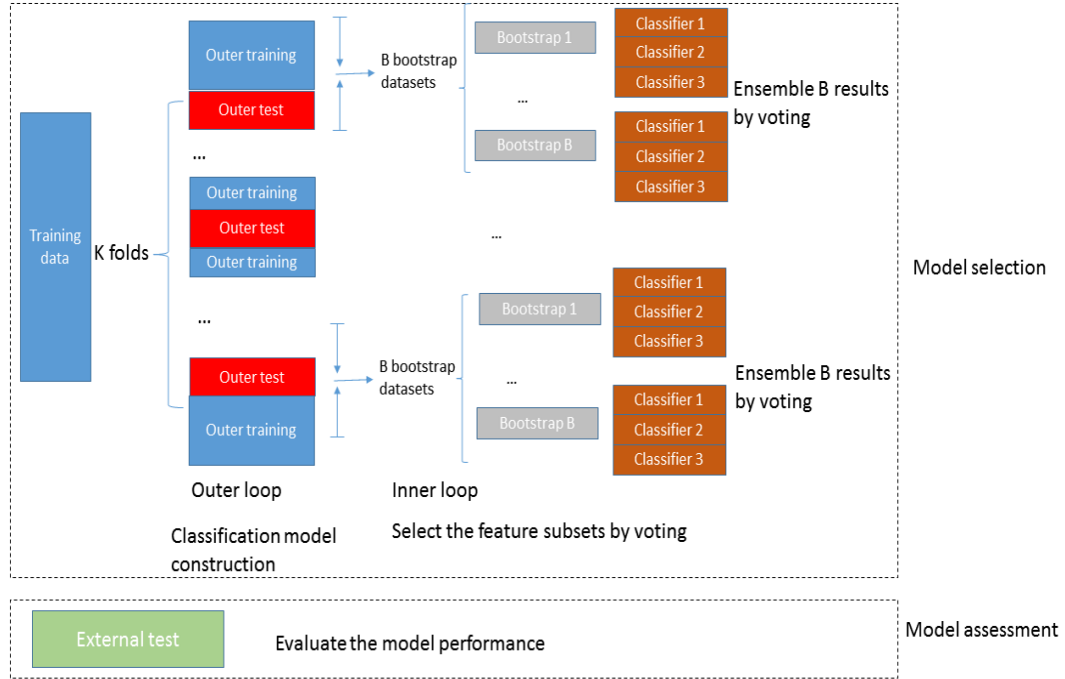 Training
data
K folds
Outer training
Outer test
...
Outer training
Outer test
Outer training
...
Outer test
Outer training
Outer loop
Classification model
construction
B bootstrap
datasets
Bootstrap 1
...
Bootstrap B
Classifier 1
Classifier 2
Classifier 3
Classifier 1
Classifier 2
Classifier 3
Ensemble B results
by voting
...
B bootstrap
datasets
Bootstrap 1
...
Bootstrap B
Classifier 1
Classifier 2
Classifier 3
Classifier 1
Classifier 2
Classifier 3
Ensemble B results
by voting
Inner loop
Select the feature subsets by voting
Model selection
External test
Evaluate the model performance
Model assessment